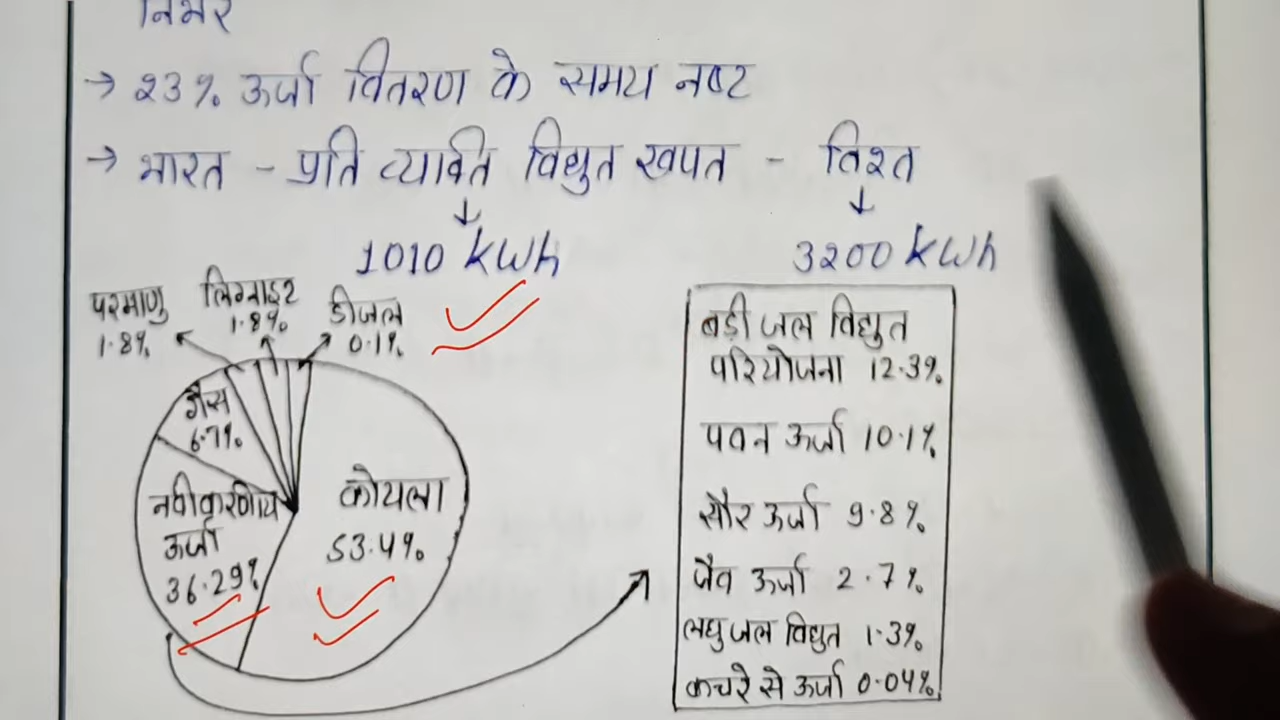 निर्भर
→ 23% ऊर्जा वितरण के समय नष्ट
→ भारत - प्रति व्यक्ति विद्युत खपत - विश्व
1010 kWh
3200 kWh
परमाणु
1.8%
लिग्नाइट
1.8%
डीजल
0.1%
गैस
6.7%
नवीकरणीय
ऊर्जा
36.29%
कोयला
53.4%
बड़ी जल विद्युत
परियोजना 12.3%
पवन ऊर्जा 10.1%
सौर ऊर्जा 9.8%
जैव ऊर्जा 2.7%
लघु जल विद्युत 1.3%
कचरे से ऊर्जा 0.04%